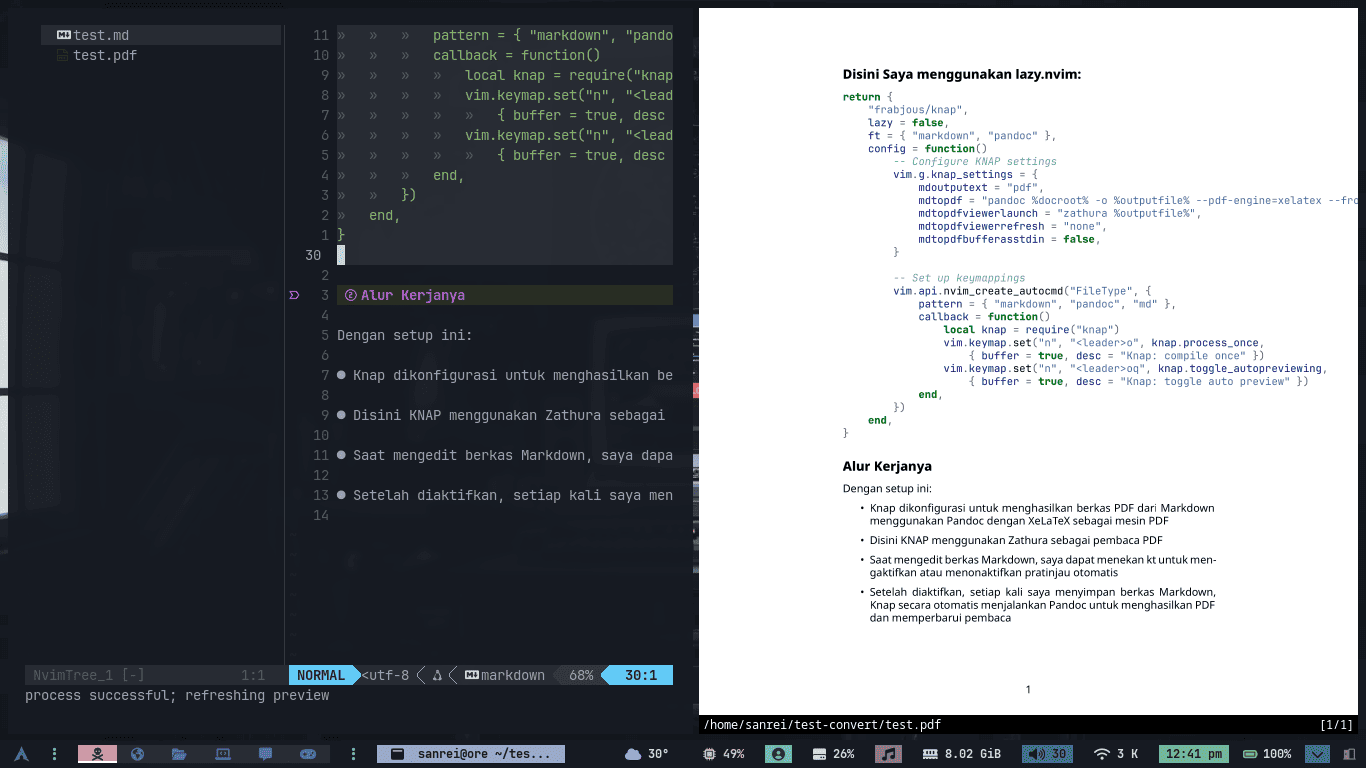 test.md
test.pdf
11 » » » pattern = { "markdown", "pando
10 » » » » callback = function()
9 » » » » local knap = require("knap
8 » » » » vim.keymap.set("n", "<lead
7 » » » » » { buffer = true, desc
6 » » » » vim.keymap.set("n", "<lead
5 » » » » » { buffer = true, desc
4 » » » » end,
3 » » })
2 » end,
1 }
30
2
3 2 Alur Kerjanya
4
5 Dengan setup ini:
6
7 ● Knap dikonfigurasi untuk menghasilkan be
8
9 ● Disini KNAP menggunakan Zathura sebagai
10
11 ● Saat mengedit berkas Markdown, saya dapa
12
13 ● Setelah diaktifkan, setiap kali saya men
14
NvimTree_1 [-] 1:1
NORMAL <utf-8 markdown 68% 30:1
process successful; refreshing preview
Disini Saya menggunakan lazy.nvim:
return {
"frabjous/knap",
lazy = false,
ft = { "markdown", "pandoc" },
config = function()
-- Configure KNAP settings
vim.g.knap_settings = {
mdoutputext = "pdf",
mdtopdf = "pandoc %docroot% -o %outputfile% --pdf-engine=xelatex --fro
mdtopdfviewerlaunch = "zathura %outputfile%",
mdtopdfviewerrefresh = "none",
mdtopdfbufferasstdin = false,
}
-- Set up keymappings
vim.api.nvim_create_autocmd("FileType", {
pattern = { "markdown", "pandoc", "md" },
callback = function()
local knap = require("knap")
vim.keymap.set("n", "<leader>o", knap.process_once,
{ buffer = true, desc = "Knap: compile once" })
vim.keymap.set("n", "<leader>oq", knap.toggle_autopreviewing,
{ buffer = true, desc = "Knap: toggle auto preview" })
end,
})
end,
}
Alur Kerjanya
Dengan setup ini:
• Knap dikonfigurasi untuk menghasilkan berkas PDF dari Markdown
menggunakan Pandoc dengan XeLaTeX sebagai mesin PDF
• Disini KNAP menggunakan Zathura sebagai pembaca PDF
• Saat mengedit berkas Markdown, saya dapat menekan kt untuk men-
gaktifkan atau menonaktifkan pratinjau otomatis
• Setelah diaktifkan, setiap kali saya menyimpan berkas Markdown,
Knap secara otomatis menjalankan Pandoc untuk menghasilkan PDF
dan memperbarui pembaca
1
/home/sanrei/test-convert/test.pdf [1/1]
sanrei@ore ~/tes... 30° 49% 26% 8.02 GiB 30 3 K 12:41 pm 100%